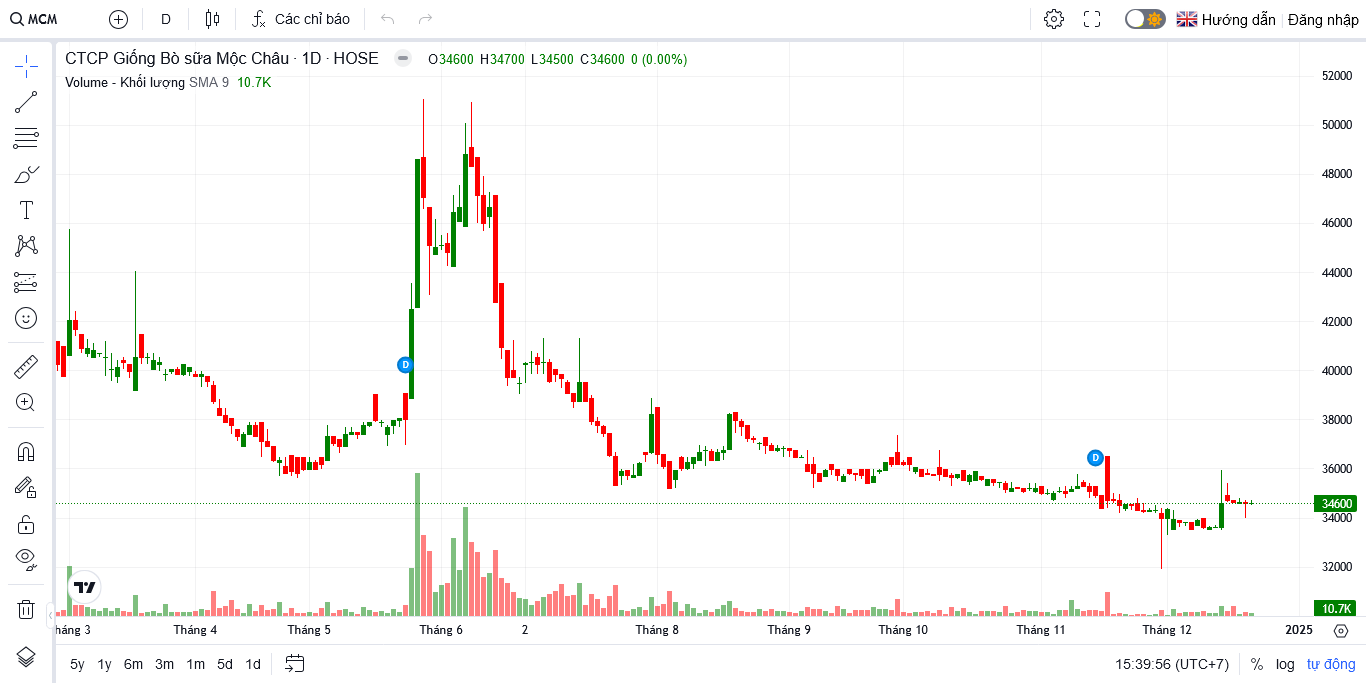 MCM D Các chỉ báo Hướng dẫn Đăng nhập
CTCP Giống Bò sữa Mộc Châu · 1D · HOSE O34600 H34700 L34500 C34600 0 (0.00%)
Volume - Khối lượng SMA 9 10.7K
52000
50000
48000
46000
44000
42000
40000
D
38000
36000
D
34600
34000
32000
10.7K
háng 3 Tháng 4 Tháng 5 Tháng 6 2 Tháng 8 Tháng 9 Tháng 10 Tháng 11 Tháng 12 2025
5y 1y 6m 3m 1m 5d 1d 15:39:56 (UTC+7) % log tự động